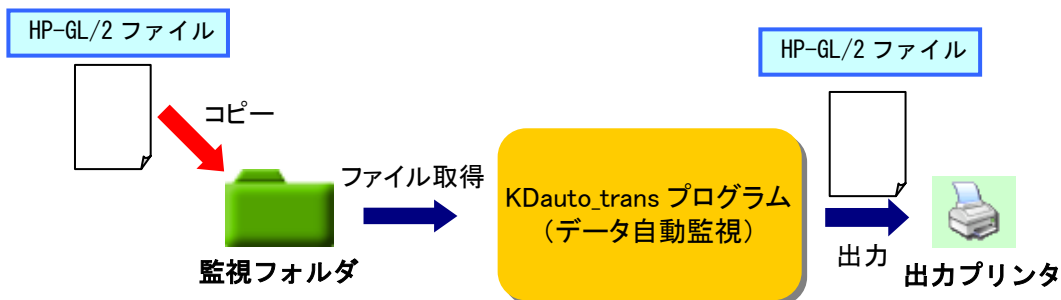 HP-GL/2 ファイル
コピー
監視フォルダ
ファイル取得
KDauto_trans プログラム
（データ自動監視）
HP-GL/2 ファイル
出力
出力プリンタ